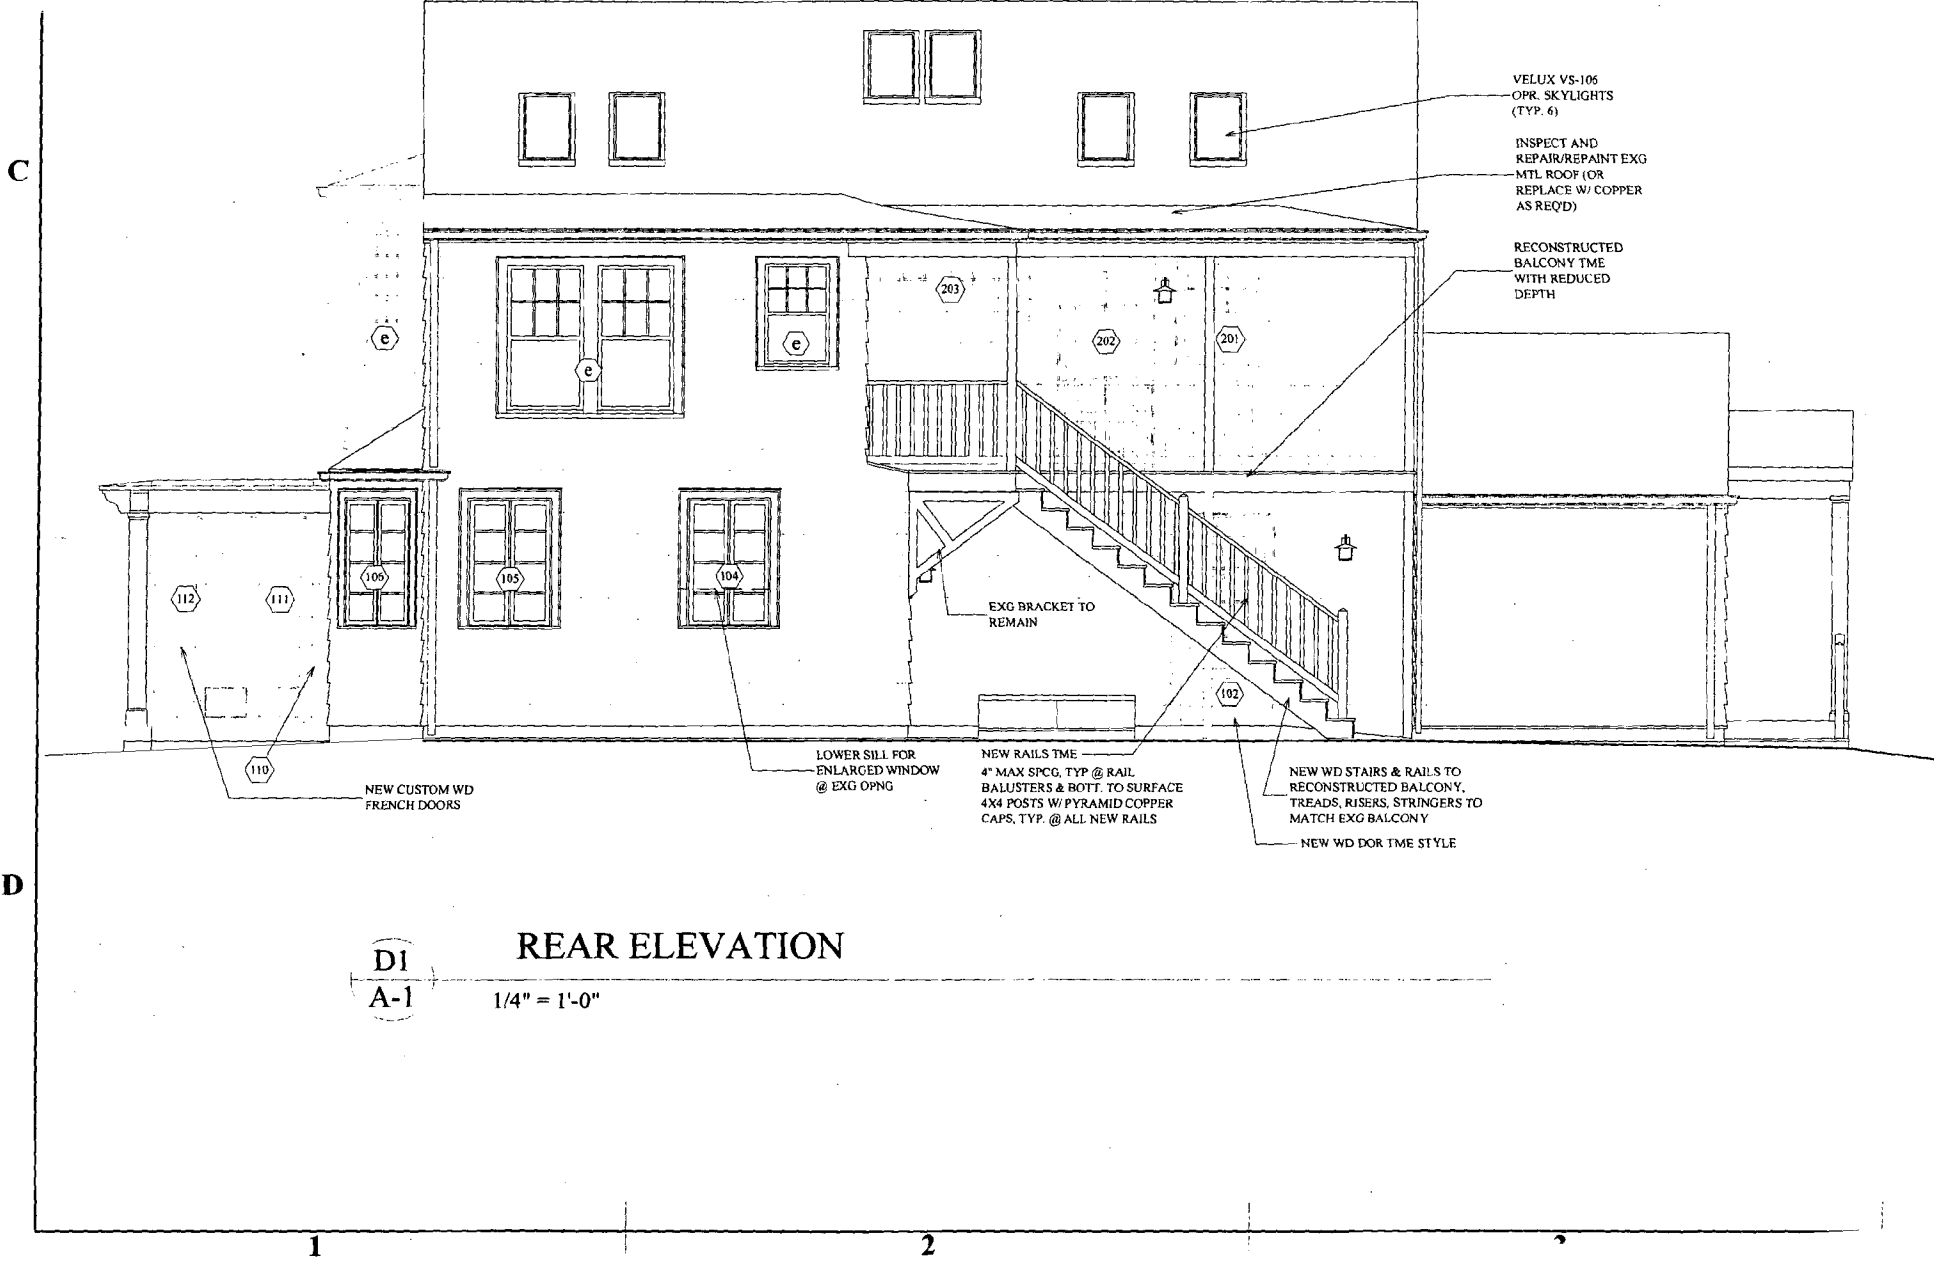 C
VELUX VS-106
OPR. SKYLIGHTS
(TYP. 6)
INSPECT AND
REPAIR/REPAINT EXG
MTL ROOF (OR
REPLACE W/ COPPER
AS REQ'D)
RECONSTRUCTED
BALCONY TME
WITH REDUCED
DEPTH
203
202
201
e
e
e
106
105
104
112
111
EXG BRACKET TO
REMAIN
102
110
NEW CUSTOM WD
FRENCH DOORS
LOWER SILL FOR
ENLARGED WINDOW
@ EXG OPNG
NEW RAILS TME
4" MAX SPCG, TYP @ RAIL
BALUSTERS & BOTT. TO SURFACE
4X4 POSTS W/ PYRAMID COPPER
CAPS, TYP. @ ALL NEW RAILS
NEW WD STAIRS & RAILS TO
RECONSTRUCTED BALCONY,
TREADS, RISERS, STRINGERS TO
MATCH EXG BALCONY
NEW WD DOR TME STYLE
D
D1
A-1
REAR ELEVATION
1/4" = 1'-0"
1
2